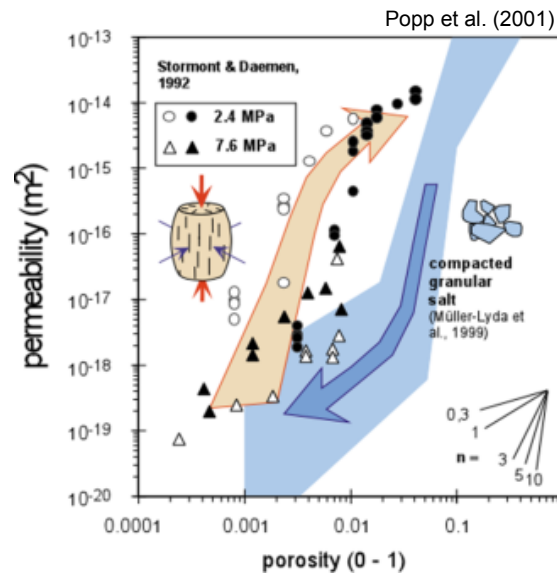 Popp et al. (2001)
10-13
10-14
10-15
10-16
10-17
10-18
10-19
10-20
permeability (m2)
Stormont & Daemen,
1992
2.4 MPa
7.6 MPa
compacted
granular
salt
(Müller-Lyda et
al., 1999)
0,3
1
n = 3
5 10
0.0001
0.001
0.01
0.1
porosity (0 - 1)